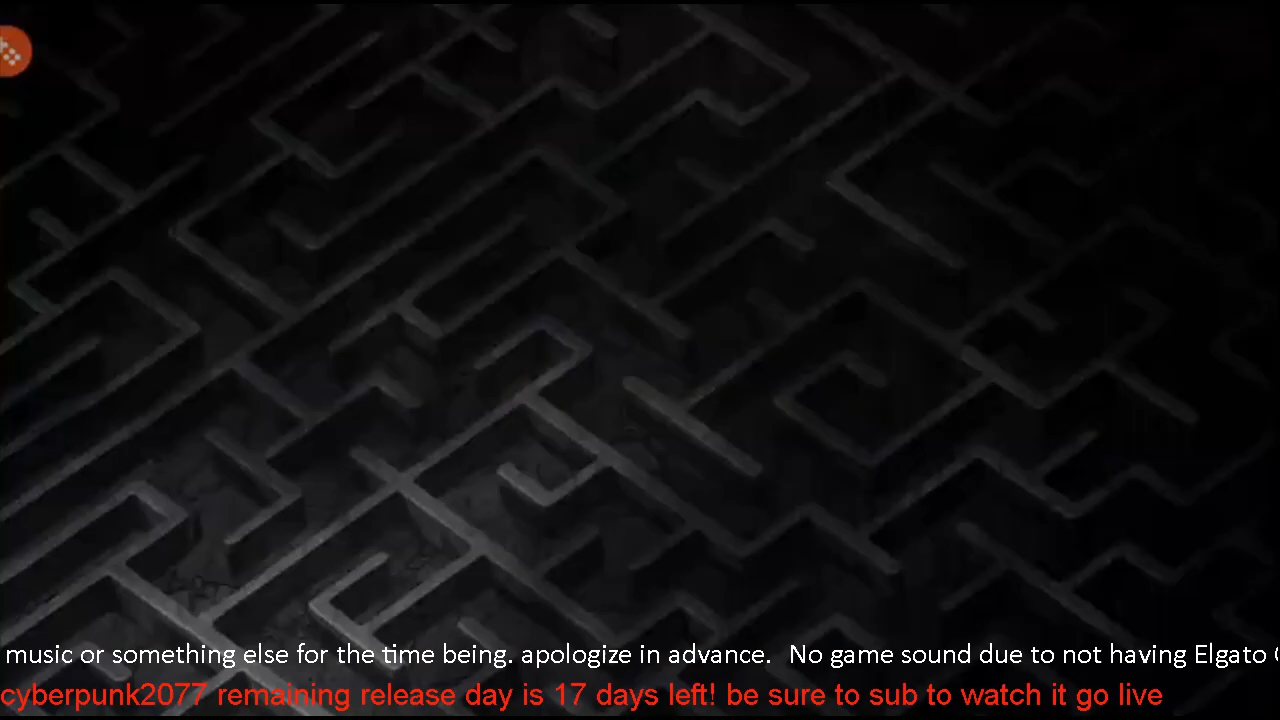 music or something else for the time being. apologize in advance. No game sound due to not having Elgato
cyberpunk2077 remaining release day is 17 days left! be sure to sub to watch it go live